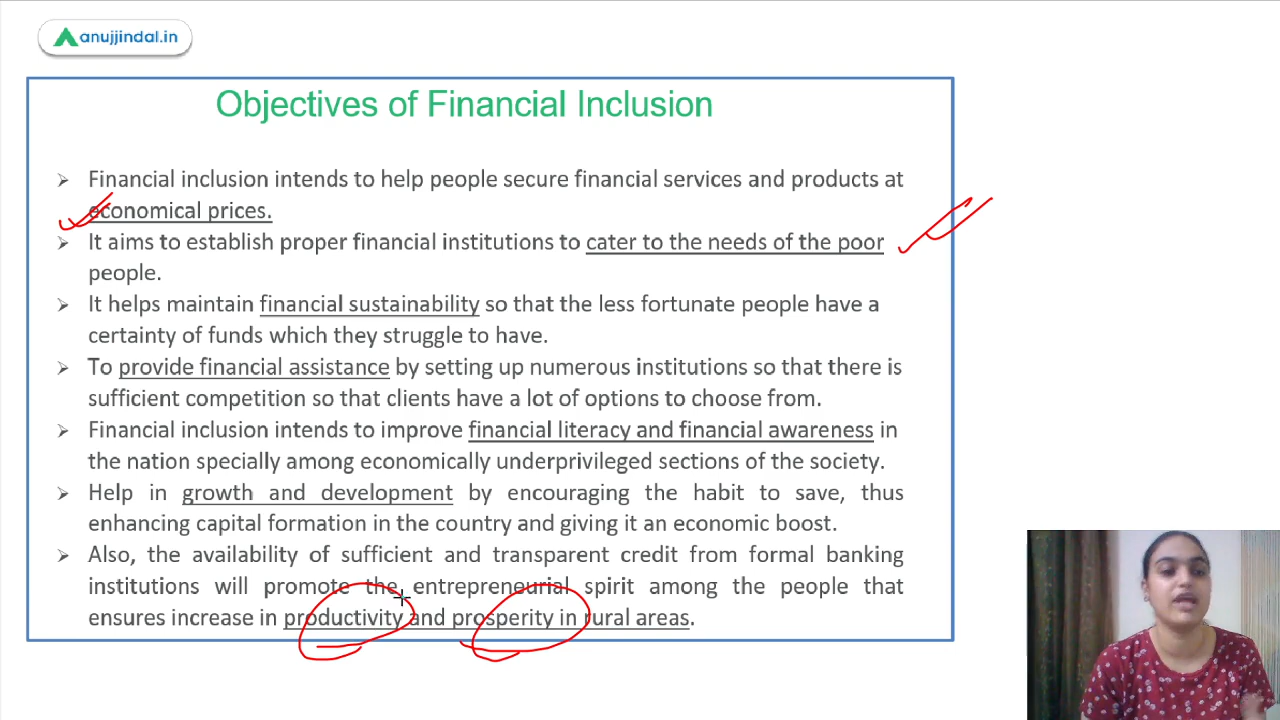 anujjindal.in
Objectives of Financial Inclusion
Financial inclusion intends to help people secure financial services and products at
economical prices.
It aims to establish proper financial institutions to cater to the needs of the poor
people.
It helps maintain financial sustainability so that the less fortunate people have a
certainty of funds which they struggle to have.
To provide financial assistance by setting up numerous institutions so that there is
sufficient competition so that clients have a lot of options to choose from.
Financial inclusion intends to improve financial literacy and financial awareness in
the nation specially among economically underprivileged sections of the society.
Help in growth and development by encouraging the habit to save, thus
enhancing capital formation in the country and giving it an economic boost.
Also, the availability of sufficient and transparent credit from formal banking
institutions will promote the entrepreneurial spirit among the people that
ensures increase in productivity and prosperity in rural areas.